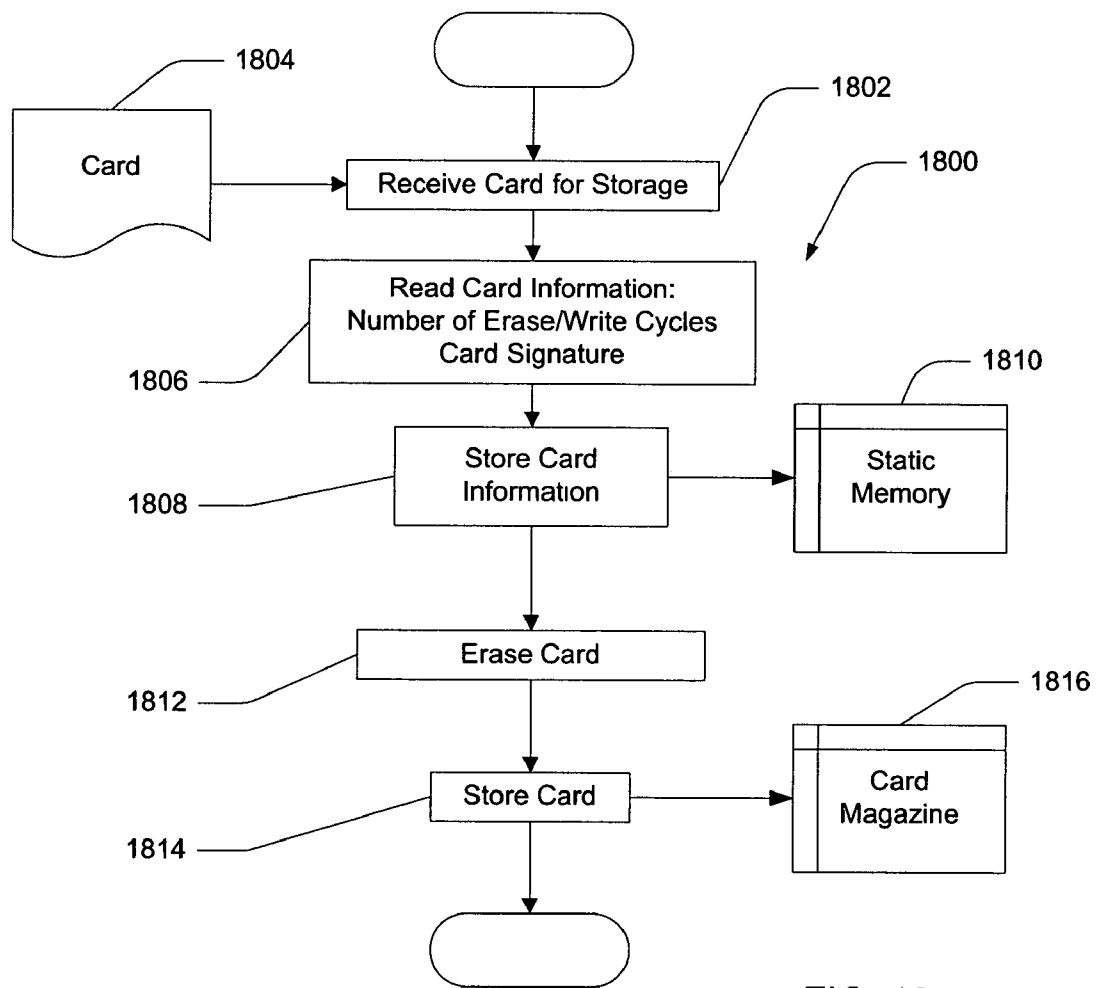 1804
1802
Card
1800
Receive Card for Storage
Read Card Information:
Number of Erase/Write Cycles
Card Signature
1806
1810
Store Card
Information
Static
Memory
1808
Erase Card
1812
1816
Store Card
Card
Magazine
1814